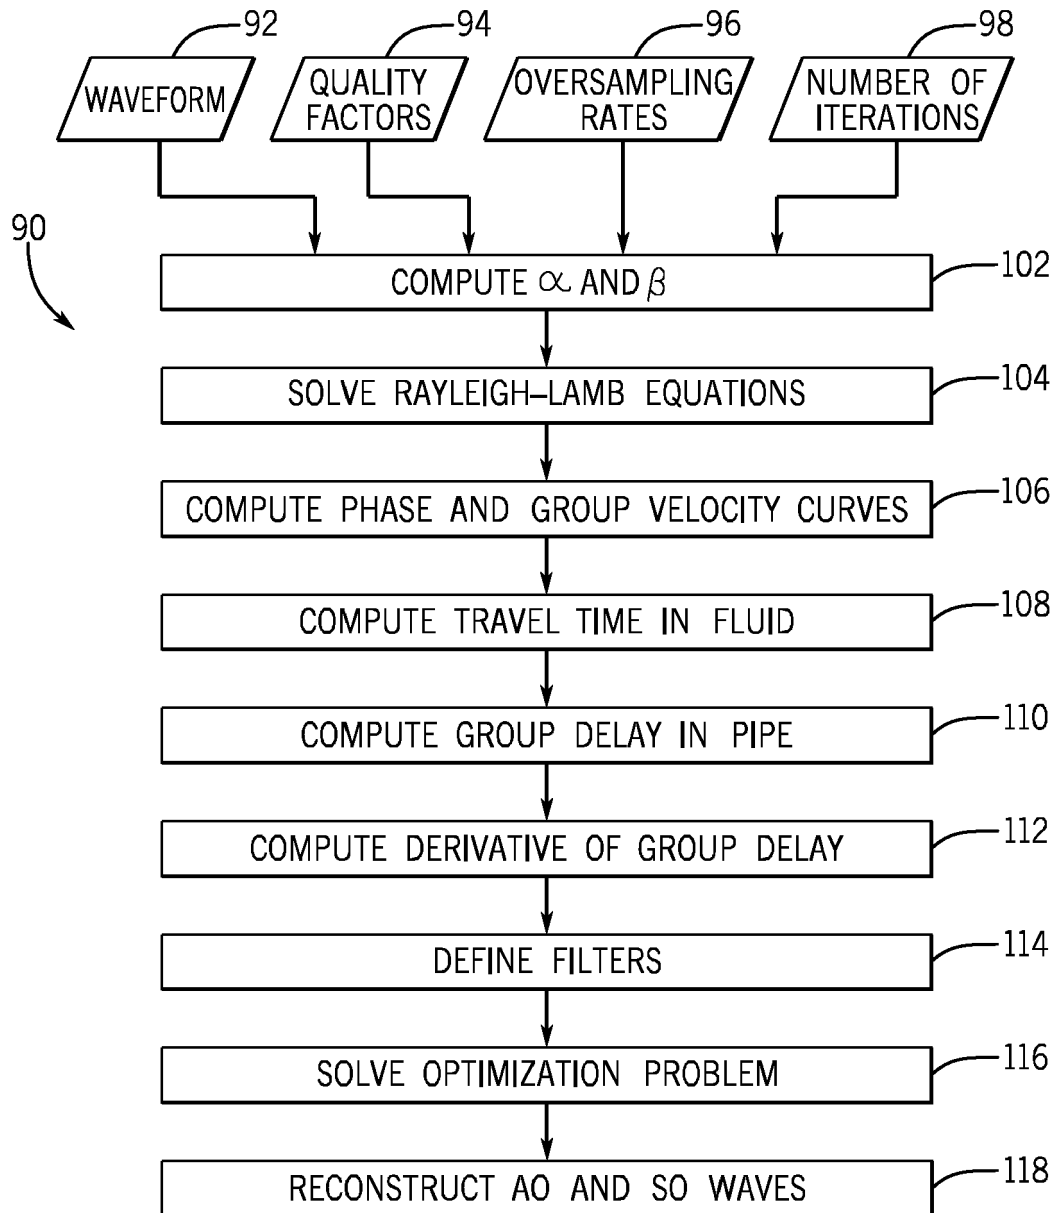 92
94
96
98
WAVEFORM
QUALITY
FACTORS
OVERSAMPLING
RATES
NUMBER OF
ITERATIONS
90
COMPUTE ∝ AND β
102
SOLVE RAYLEIGH–LAMB EQUATIONS
104
COMPUTE PHASE AND GROUP VELOCITY CURVES
106
COMPUTE TRAVEL TIME IN FLUID
108
COMPUTE GROUP DELAY IN PIPE
110
COMPUTE DERIVATIVE OF GROUP DELAY
112
DEFINE FILTERS
114
SOLVE OPTIMIZATION PROBLEM
116
RECONSTRUCT AO AND SO WAVES
118